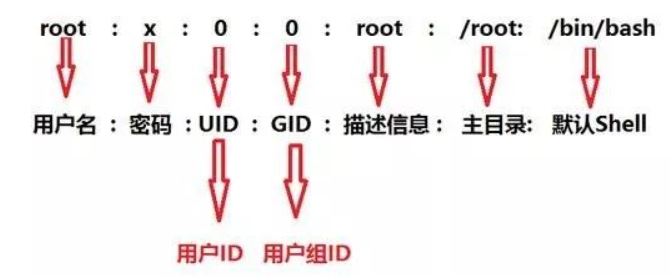 root : x : 0 : 0 : root : /root: /bin/bash
用户名 : 密码 :UID : GID : 描述信息 : 主目录: 默认Shell
用户ID 用户组ID